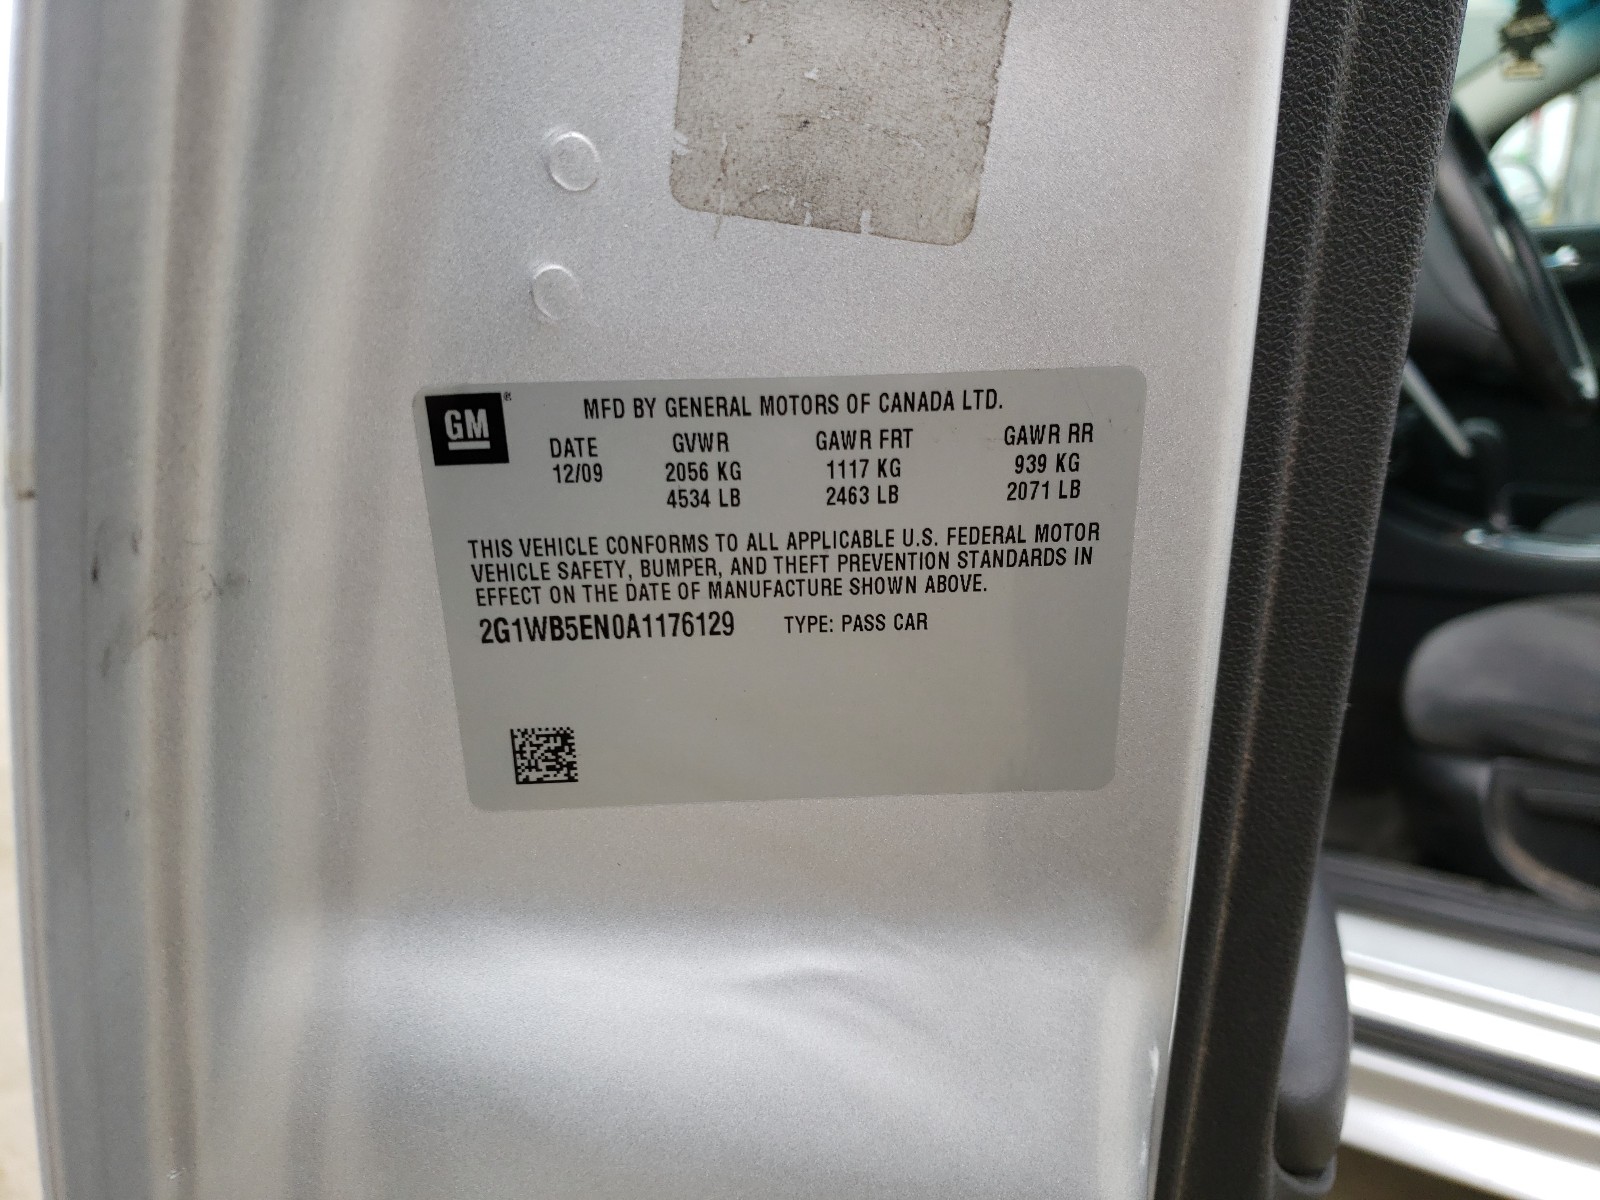 GM®
MFD BY GENERAL MOTORS OF CANADA LTD.
DATE GVWR GAWR FRT GAWR RR
12/09 2056 KG 1117 KG 939 KG
4534 LB 2463 LB 2071 LB
THIS VEHICLE CONFORMS TO ALL APPLICABLE U.S. FEDERAL MOTOR
VEHICLE SAFETY, BUMPER, AND THEFT PREVENTION STANDARDS IN
EFFECT ON THE DATE OF MANUFACTURE SHOWN ABOVE.
2G1WB5EN0A1176129 TYPE: PASS CAR